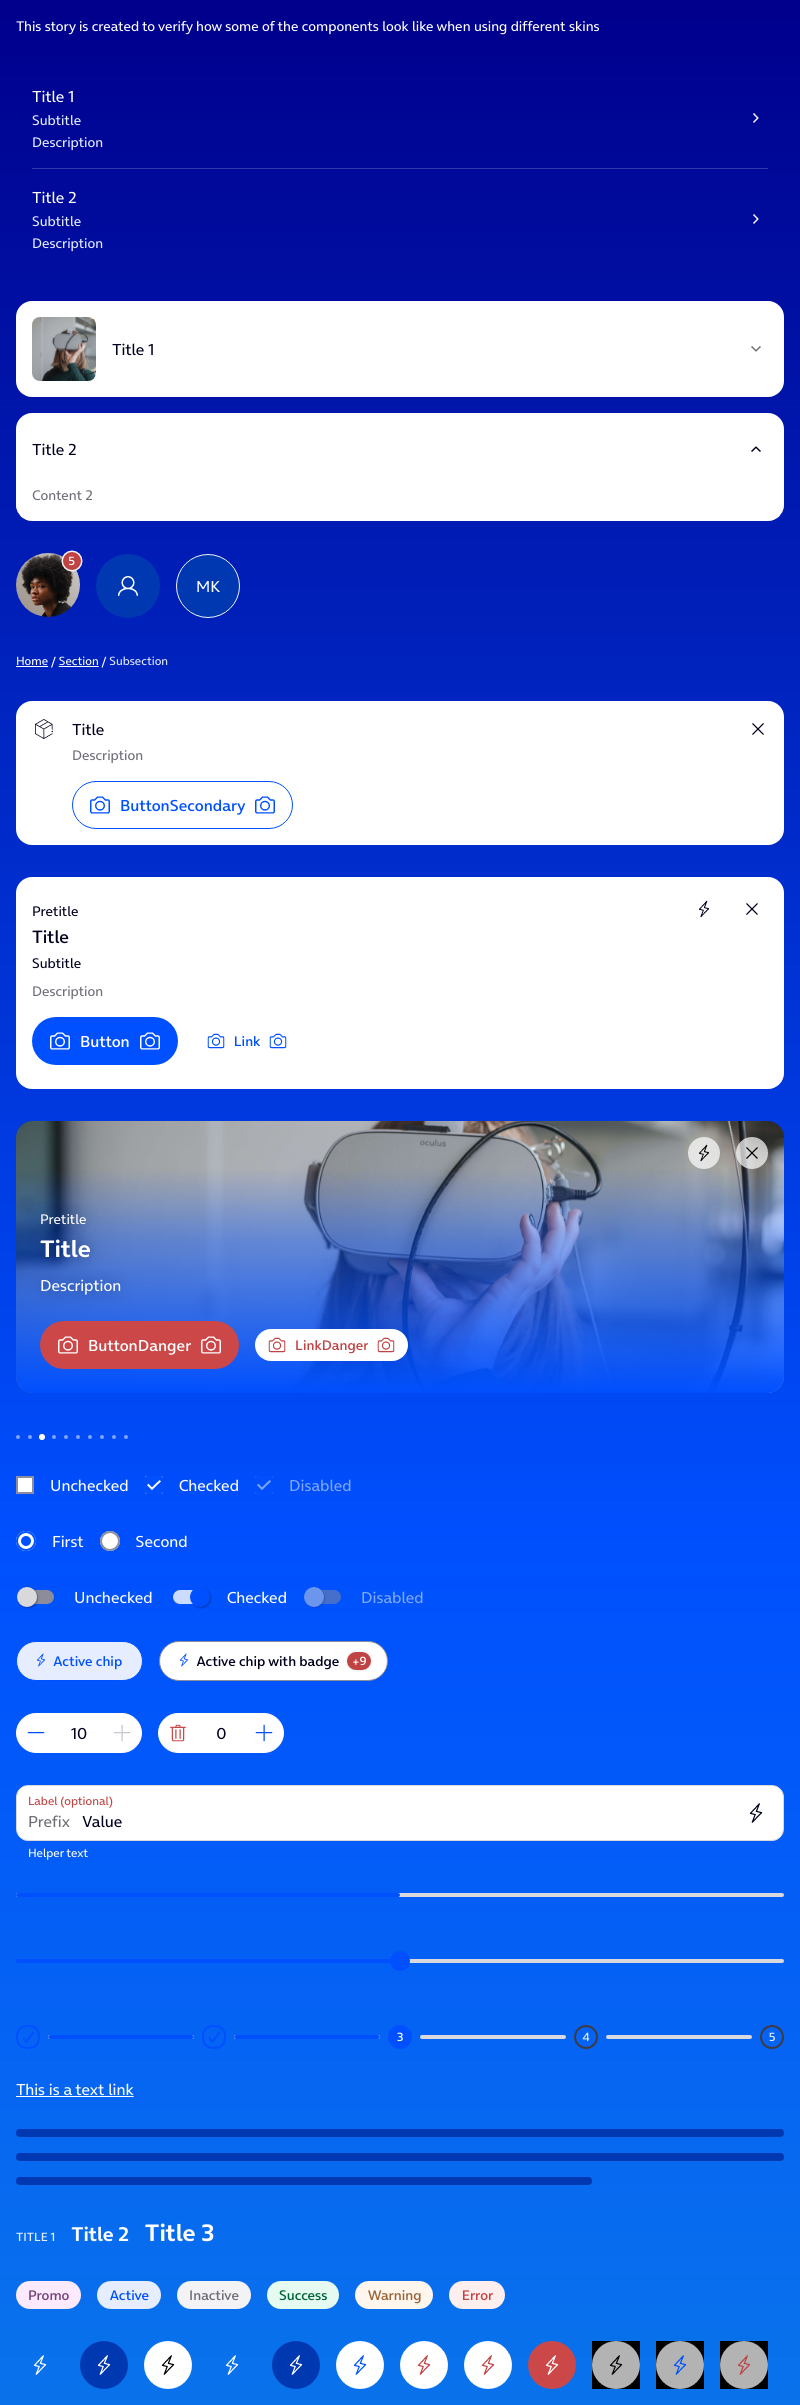 This story is created to verify how some of the components look like when using different skins
Title 1
Subtitle
Description
Title 2
Subtitle
Description
Title 1
Title 2
Content 2
5
MK
Home / Section / Subsection
Title
Description
ButtonSecondary
Pretitle
Title
Subtitle
Description
Button
Link
oculus
Pretitle
Title
Description
ButtonDanger
LinkDanger
Unchecked
Checked
Disabled
First
Second
Unchecked
Checked
Disabled
Active chip
Active chip with badge
+9
10
0
Label (optional)
Prefix Value
Helper text
3
4
5
This is a text link
TITLE 1
Title 2
Title 3
Promo
Active
Inactive
Success
Warning
Error